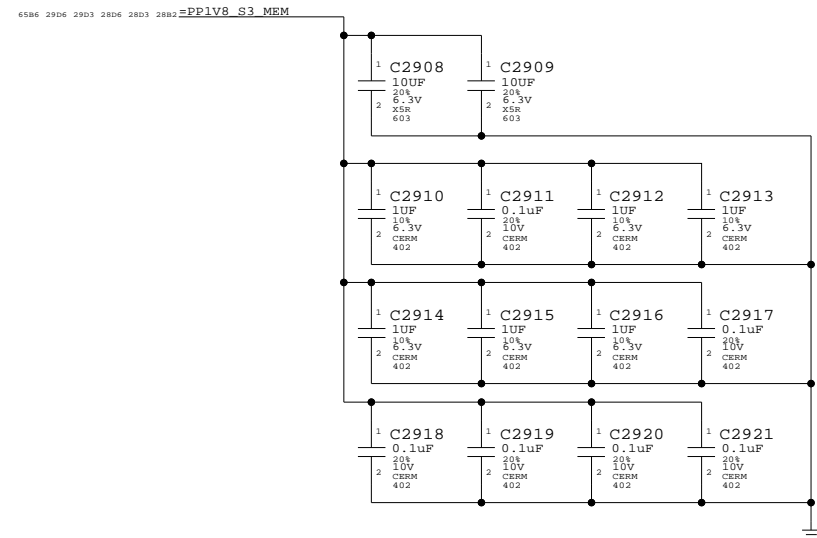 65B6 29D6 29D3 28D6 28D3 28B2 =PP1V8_S3_MEM
1 C2908 1 C2909
10UF 10UF
20% 20%
2 6.3V 2 6.3V
X5R X5R
603 603
1 C2910 1 C2911 1 C2912 1 C2913
1UF 0.1uF 1UF 1UF
10% 20% 10% 10%
2 6.3V 2 10V 2 6.3V 2 6.3V
CERM CERM CERM CERM
402 402 402 402
1 C2914 1 C2915 1 C2916 1 C2917
1UF 1UF 1UF 0.1uF
10% 10% 10% 20%
2 6.3V 2 6.3V 2 6.3V 2 10V
CERM CERM CERM CERM
402 402 402 402
1 C2918 1 C2919 1 C2920 1 C2921
0.1uF 0.1uF 0.1uF 0.1uF
20% 20% 20% 20%
2 10V 2 10V 2 10V 2 10V
CERM CERM CERM CERM
402 402 402 402